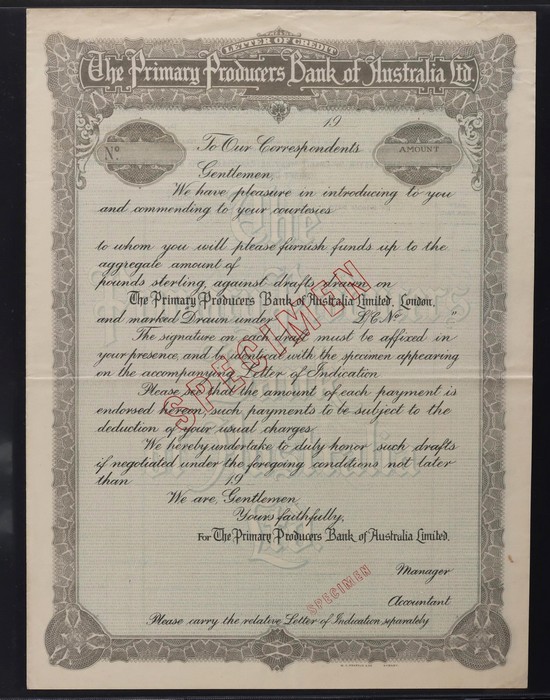 LETTER OF CREDIT
The Primary Producers Bank of Australia Ltd.
19
To Our Correspondents
No.
AMOUNT
Gentlemen,
We have pleasure in introducing to you
and commending to your courtesies
to whom you will please furnish funds up to the
aggregate amount of
pounds sterling, against drafts drawn on
The Primary Producers Bank of Australia Limited, London,
and marked Drawn under L/C No. "
The signature on each draft must be affixed in
your presence, and be identical with the specimen appearing
on the accompanying Letter of Indication
Please see that the amount of each payment is
endorsed hereon such payments to be subject to the
deduction of your usual charges.
We hereby undertake to duly honor such drafts
if negotiated under the foregoing conditions not later
than 19
We are, Gentlemen,
Yours faithfully,
For The Primary Producers Bank of Australia Limited.
Manager
Accountant
Please carry the relative Letter of Indication separately
SPECIMEN
SPECIMEN
The
Primary Producers
Bank
of Australia
Ltd